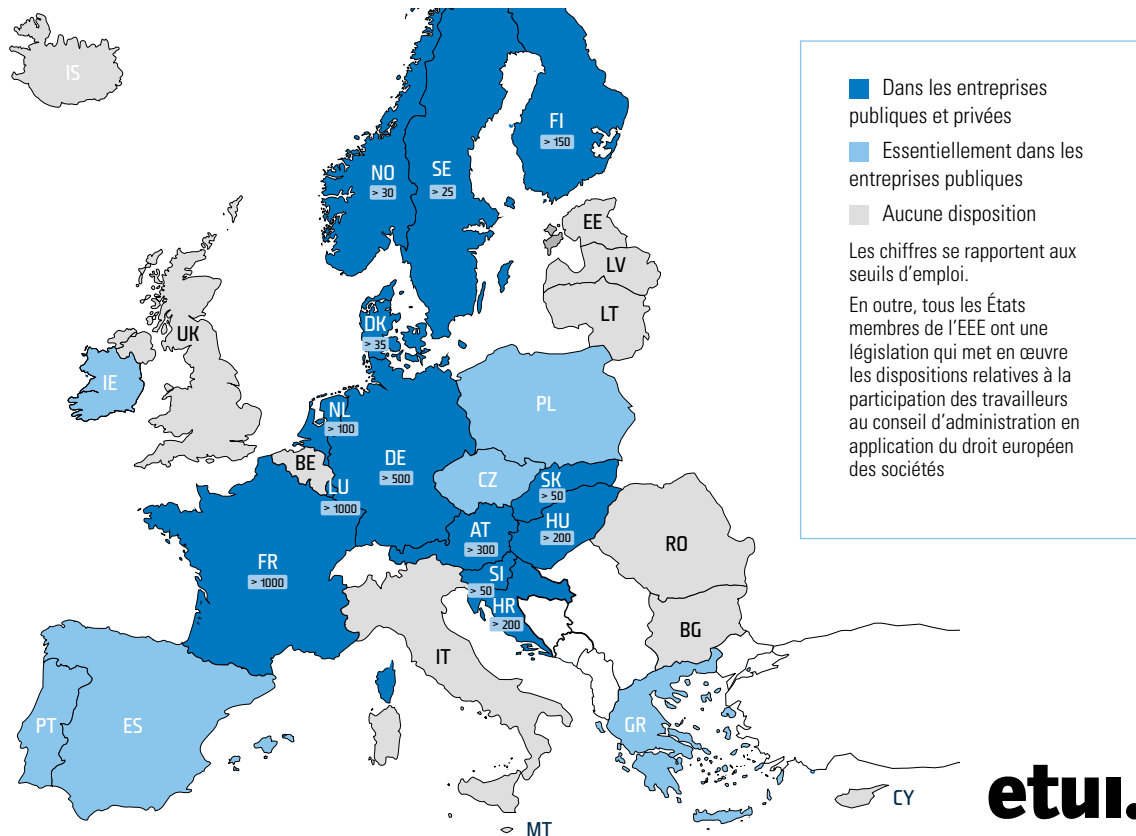 IS
FI
> 150
NO
> 30
SE
> 25
EE
LV
LT
UK
DK
> 35
IE
NL
> 100
PL
BE
DE
> 500
CZ
LU
> 1000
SK
> 50
AT
> 300
HU
> 200
FR
> 1000
SI
> 50
HR
> 200
RO
BG
IT
PT
ES
GR
CY
MT
Dans les entreprises
publiques et privées
Essentiellement dans les
entreprises publiques
Aucune disposition
Les chiffres se rapportent aux
seuils d’emploi.
En outre, tous les États
membres de l’EEE ont une
législation qui met en œuvre
les dispositions relatives à la
participation des travailleurs
au conseil d’administration en
application du droit européen
des sociétés
etui.